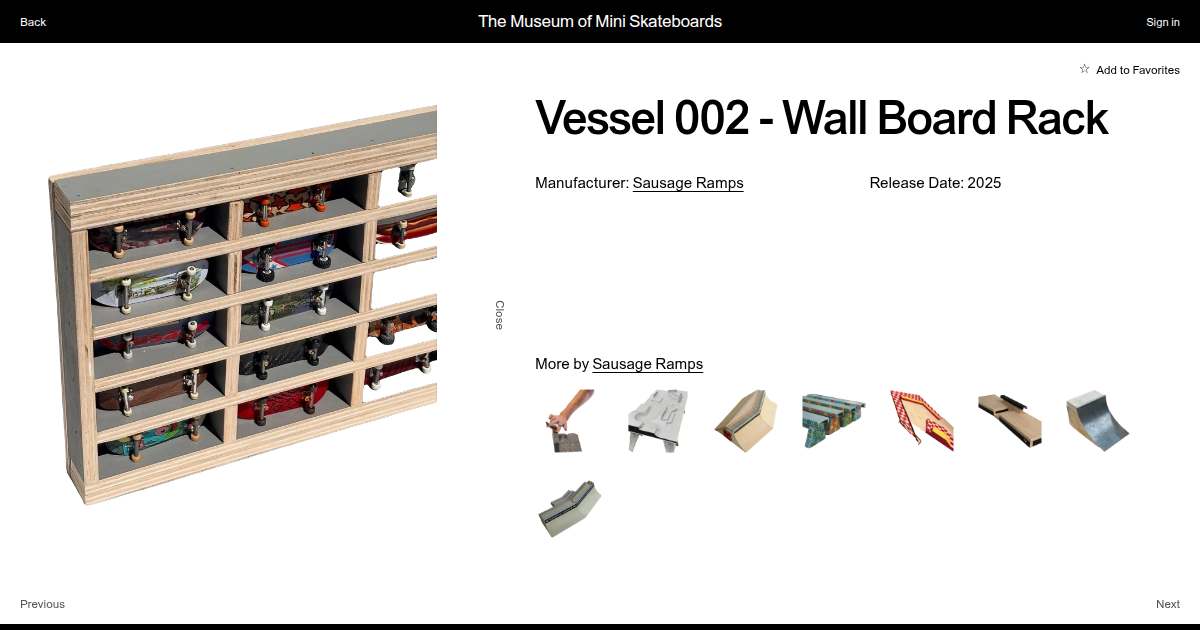 Back
The Museum of Mini Skateboards
Sign in
☆ Add to Favorites
Vessel 002 - Wall Board Rack
Manufacturer: Sausage Ramps
Release Date: 2025
Close
More by Sausage Ramps
Previous
Next